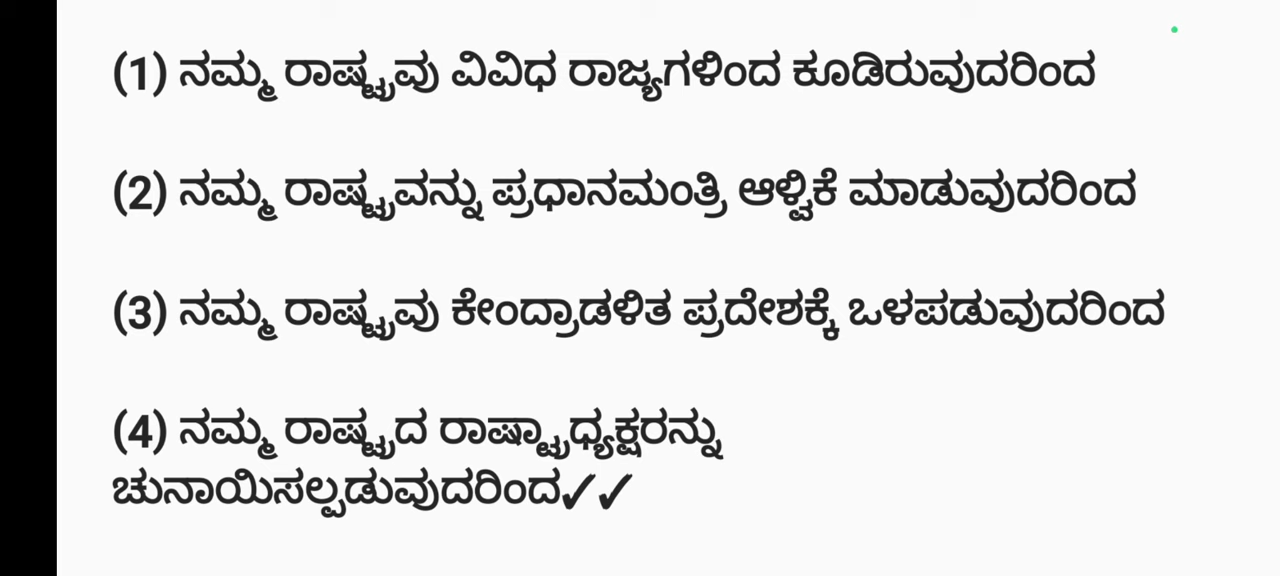 (1) ನಮ್ಮ ರಾಷ್ಟ್ರವು ವಿವಿಧ ರಾಜ್ಯಗಳಿಂದ ಕೂಡಿರುವುದರಿಂದ
(2) ನಮ್ಮ ರಾಷ್ಟ್ರವನ್ನು ಪ್ರಧಾನಮಂತ್ರಿ ಆಳ್ವಿಕೆ ಮಾಡುವುದರಿಂದ
(3) ನಮ್ಮ ರಾಷ್ಟ್ರವು ಕೇಂದ್ರಾಡಳಿತ ಪ್ರದೇಶಕ್ಕೆ ಒಳಪಡುವುದರಿಂದ
(4) ನಮ್ಮ ರಾಷ್ಟ್ರದ ರಾಷ್ಟ್ರಾಧ್ಯಕ್ಷರನ್ನು
ಚುನಾಯಿಸಲ್ಪಡುವುದರಿಂದ✓✓